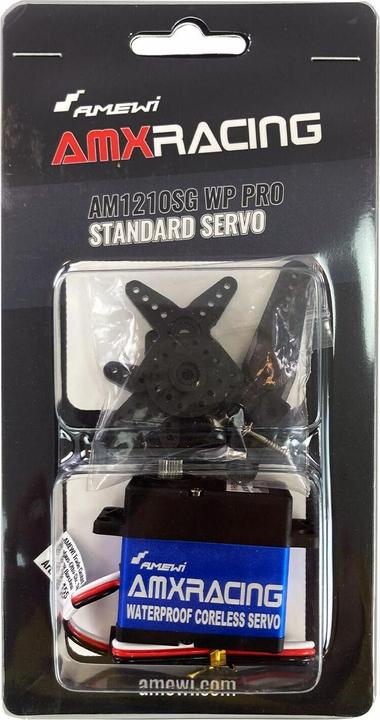 AMEWI
AMXRACING
AM1210SG WP PRO
STANDARD SERVO
AMEWI
AMXRACING
WATERPROOF CORELESS SERVO
amewi.com